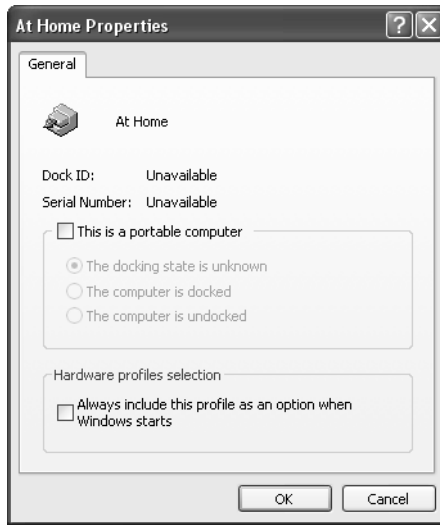 At Home Properties
General
At Home
Dock ID: Unavailable
Serial Number: Unavailable
This is a portable computer
The docking state is unknown
The computer is docked
The computer is undocked
Hardware profiles selection
Always include this profile as an option when
Windows starts
OK Cancel